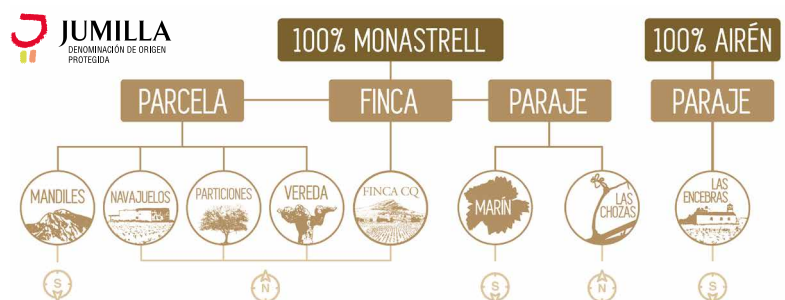 JUMILLA
DENOMINACIÓN DE ORIGEN
PROTEGIDA
100% MONASTRELL
100% AIRÉN
PARCELA
FINCA
PARAJE
PARAJE
MANDILES
NAVAJUELOS
PARTICIONES
VEREDA
FINCA CQ
MARÍN
LAS
CHOZAS
LAS
ENCEBRAS
S
N
S
N
S